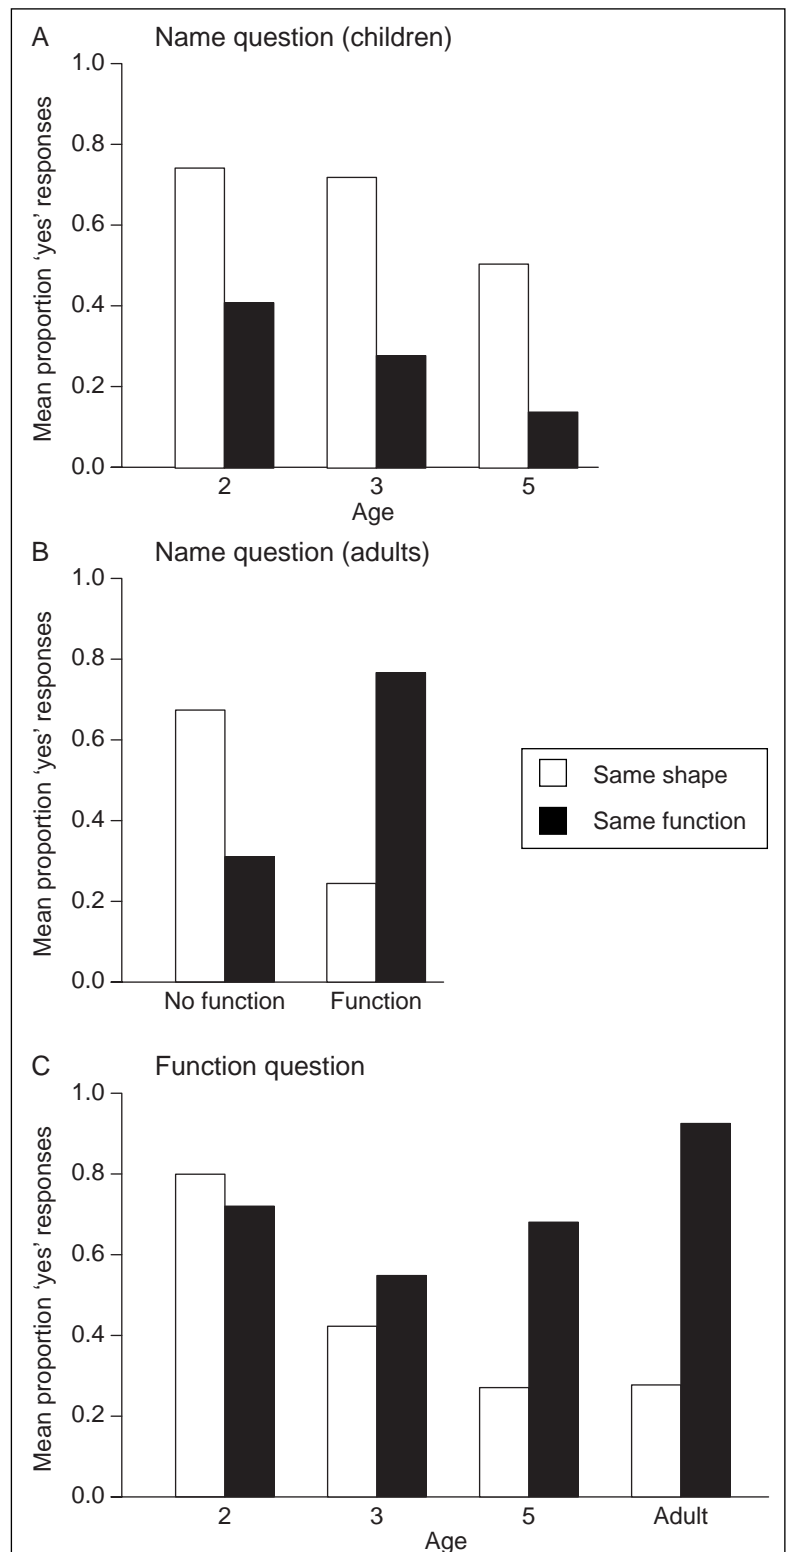 A Name question (children)
Mean proportion ‘yes’ responses
1.0
0.8
0.6
0.4
0.2
0.0
2 3 5
Age
B Name question (adults)
Mean proportion ‘yes’ responses
1.0
0.8
0.6
0.4
0.2
0.0
No function Function
Same shape
Same function
C Function question
Mean proportion ‘yes’ responses
1.0
0.8
0.6
0.4
0.2
0.0
2 3 5 Adult
Age